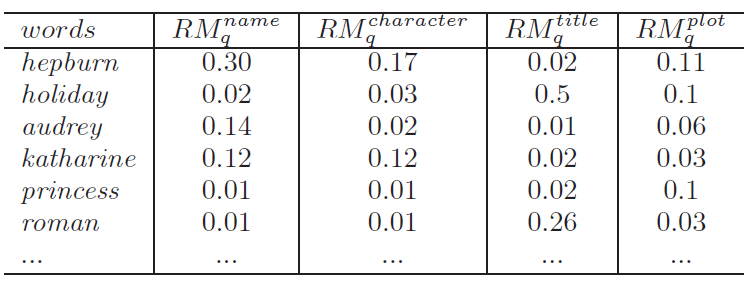 words RM_q^name RM_q^character RM_q^title RM_q^plot
hepburn 0.30 0.17 0.02 0.11
holiday 0.02 0.03 0.5 0.1
audrey 0.14 0.02 0.01 0.06
katharine 0.12 0.12 0.02 0.03
princess 0.01 0.01 0.02 0.1
roman 0.01 0.01 0.26 0.03
... ... ... ... ...